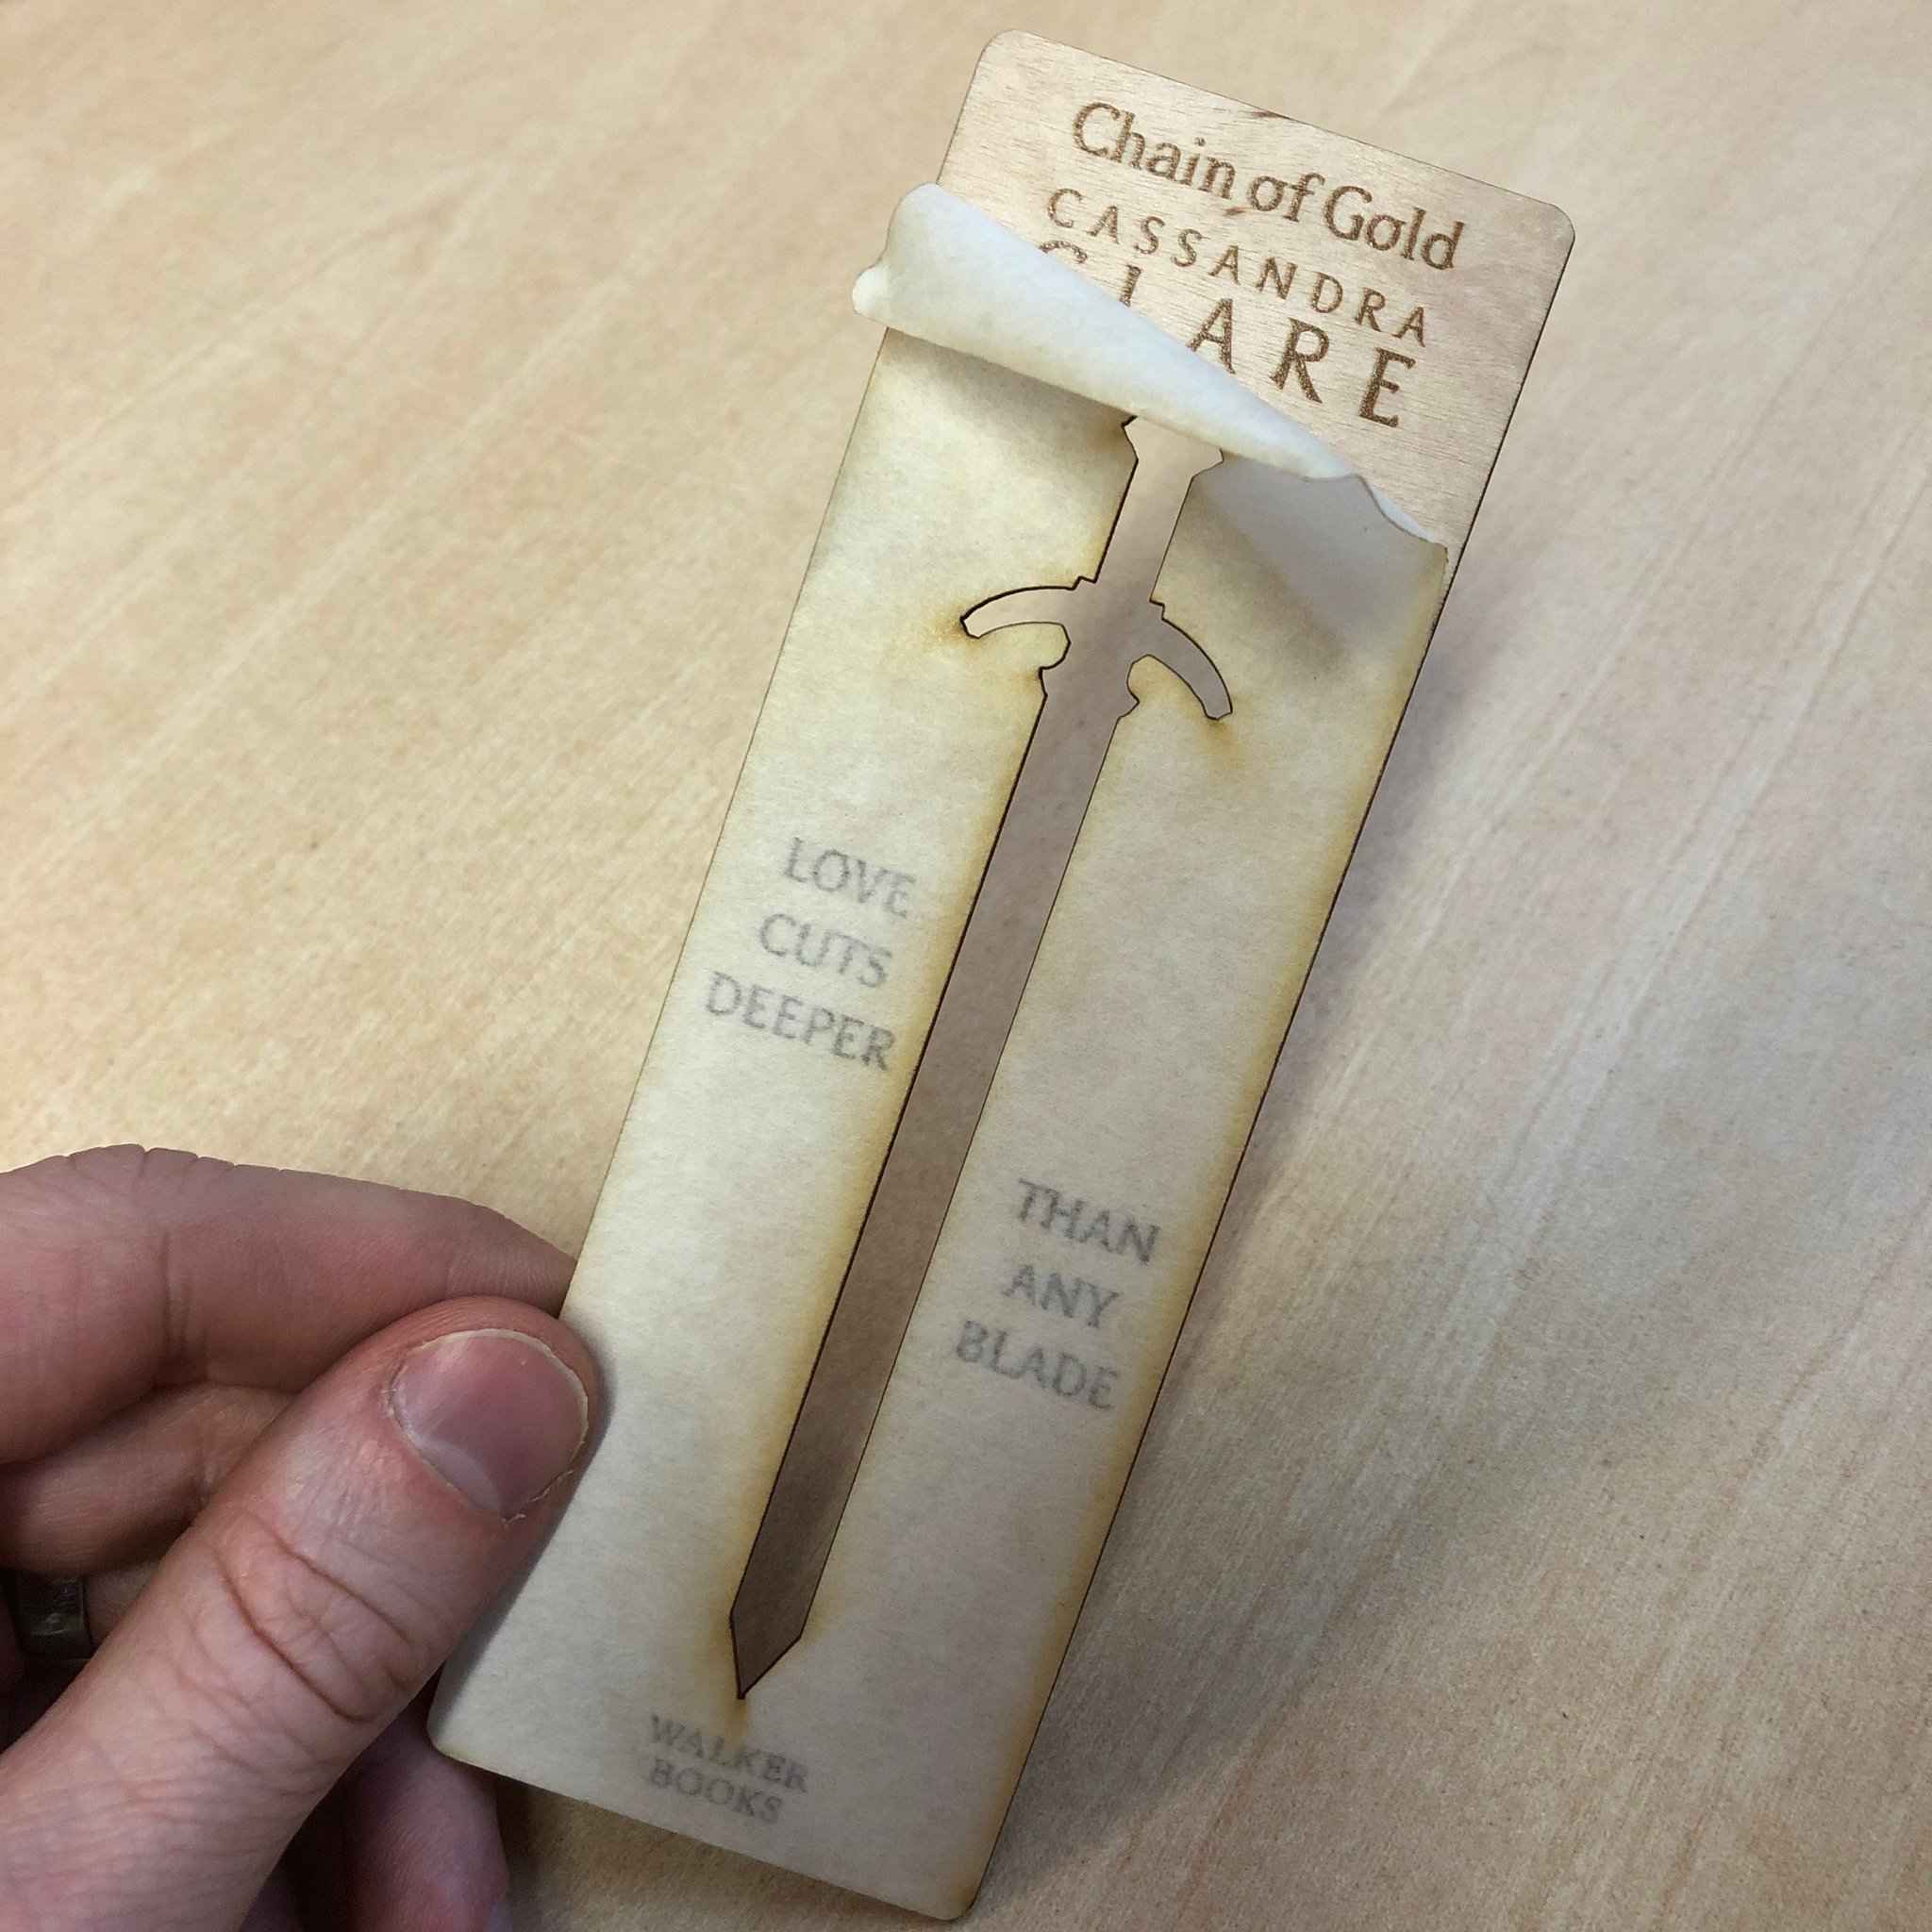 Chain of Gold
CASSANDRA
CLARE
LOVE
CUTS
DEEPER
THAN
ANY
BLADE
WALKER
BOOKS